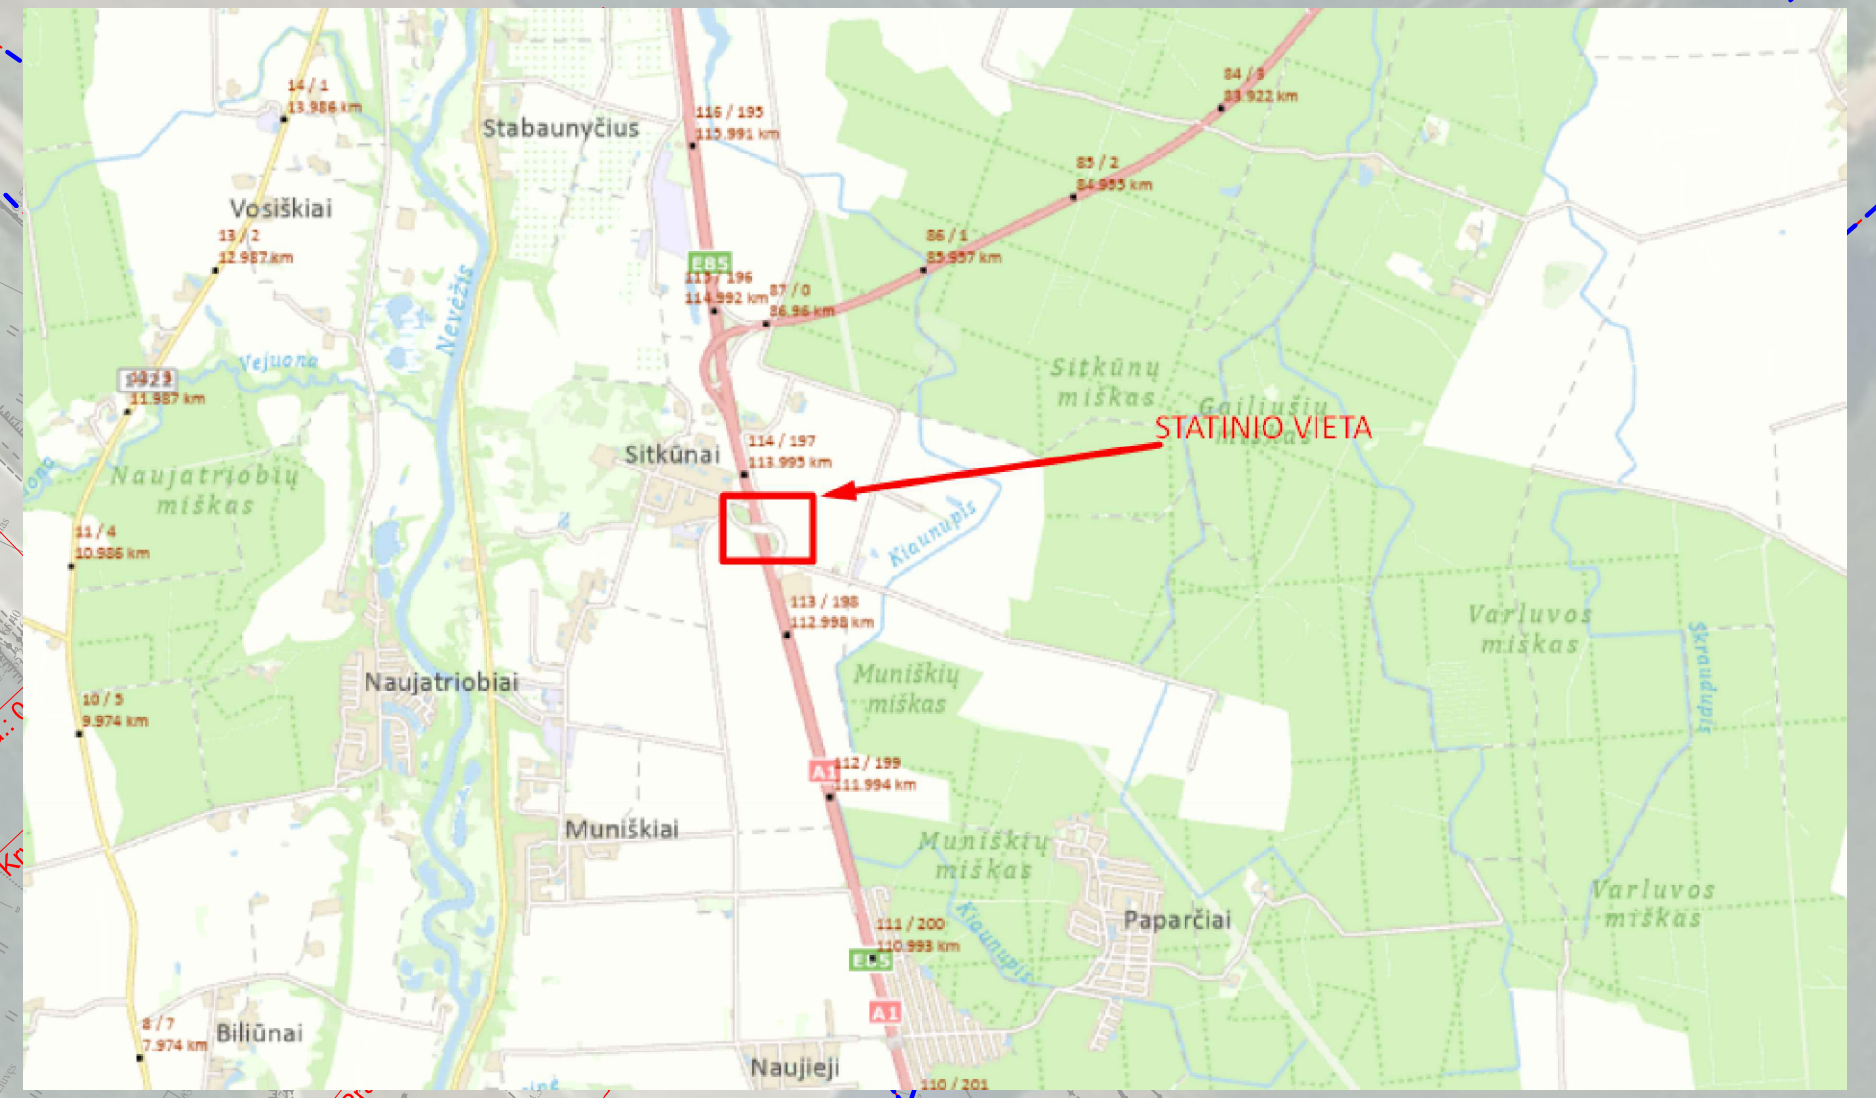 14 / 1
13.986 km
84 / 3
83.922 km
116 / 195
115.991 km
Stabaunyčius
85 / 2
84.955 km
Vosiškiai
13 / 2
12.987 km
86 / 1
85.957 km
E85
115 / 196
114.992 km
87 / 0
86.96 km
Nevėžis
Vejuona
11.987 km
Sitkūnų
miškas
Gailiušių
STATINIO VIETA
114 / 197
113.995 km
Sitkūnai
Naujatriobių
miškas
Kiaunupis
11 / 4
10.986 km
113 / 198
112.998 km
Varluvos
miškas
Skraudupis
Naujatriobiai
Muniškių
miškas
10 / 5
9.974 km
A1
112 / 199
111.994 km
Muniškiai
Muniškių
miškas
Varluvos
miškas
Kiaunupis
Paparčiai
111 / 200
110.993 km
E85
A1
8 / 7
7.974 km
Biliūnai
Naujieji
110 / 201